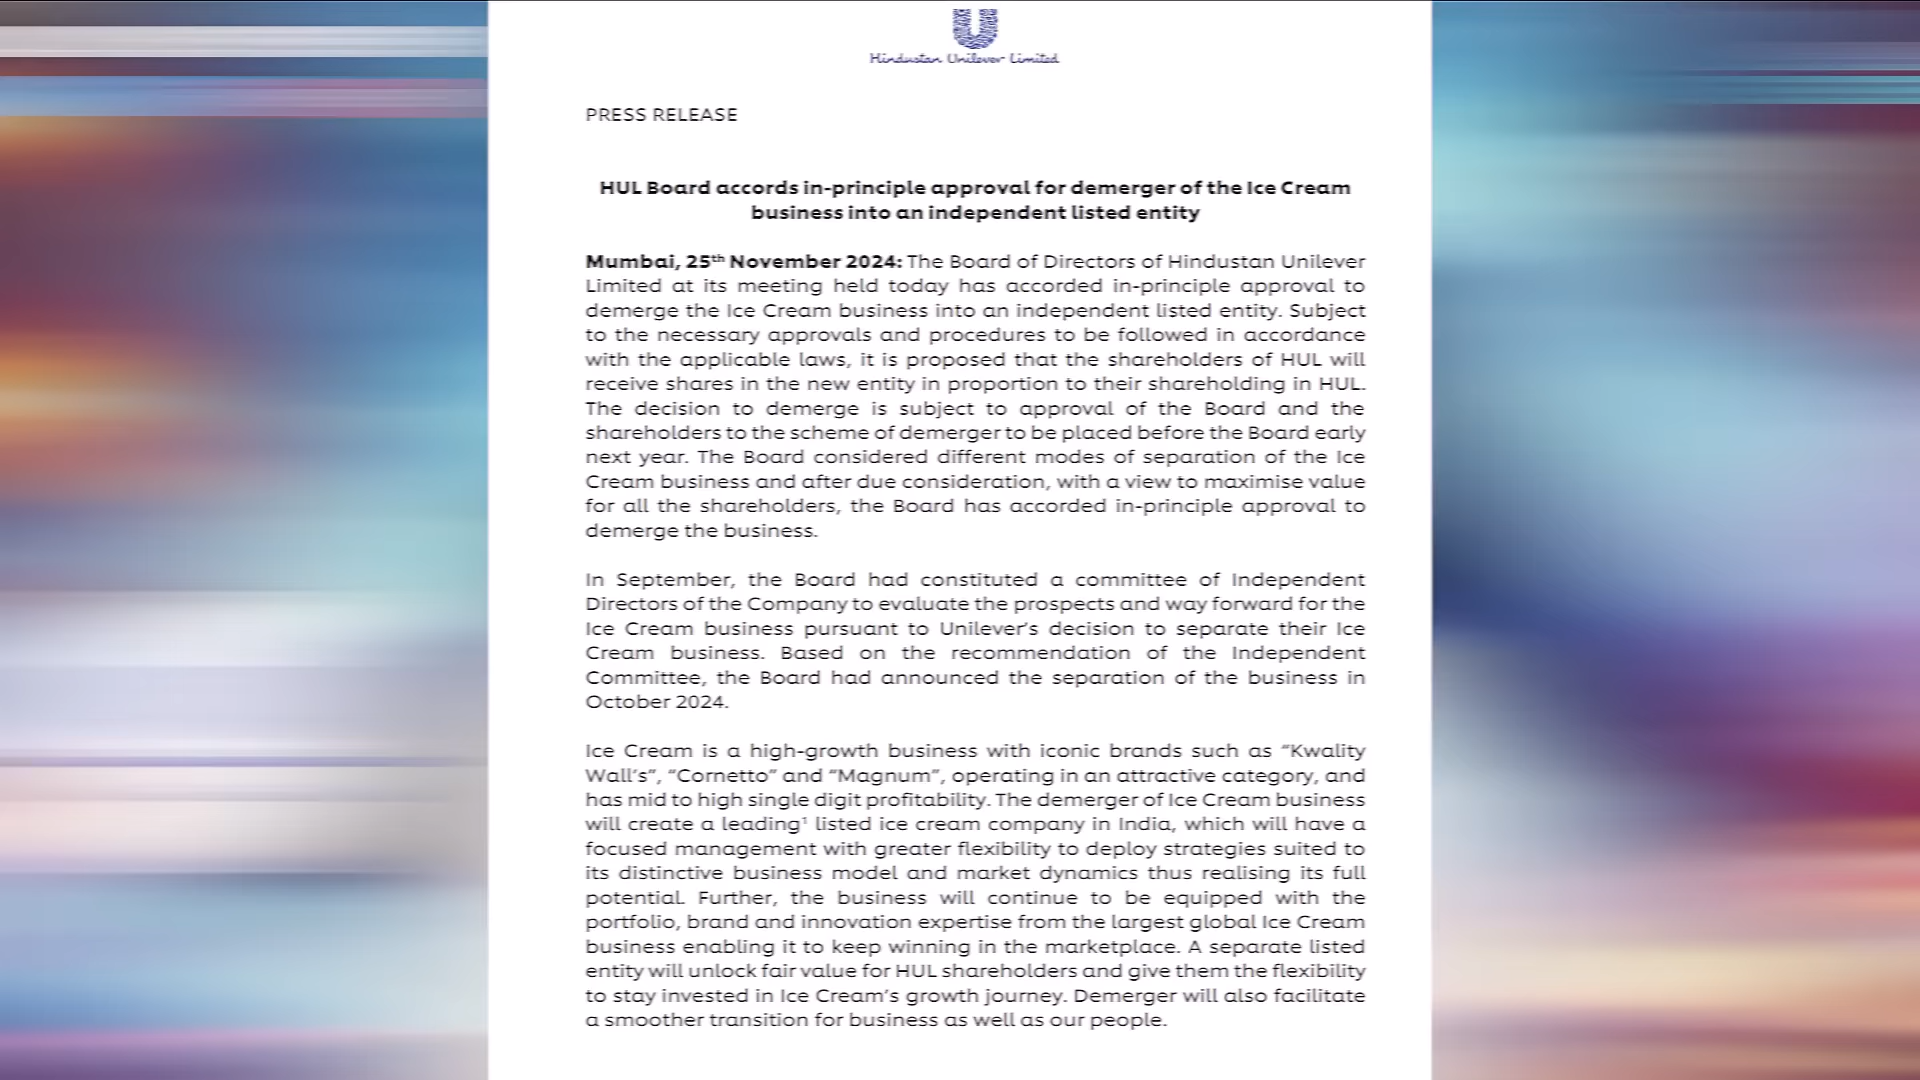 Hindustan Unilever Limited
PRESS RELEASE
HUL Board accords in-principle approval for demerger of the Ice Cream
business into an independent listed entity
Mumbai, 25th November 2024: The Board of Directors of Hindustan Unilever
Limited at its meeting held today has accorded in-principle approval to
demerge the Ice Cream business into an independent listed entity. Subject
to the necessary approvals and procedures to be followed in accordance
with the applicable laws, it is proposed that the shareholders of HUL will
receive shares in the new entity in proportion to their shareholding in HUL.
The decision to demerge is subject to approval of the Board and the
shareholders to the scheme of demerger to be placed before the Board early
next year. The Board considered different modes of separation of the Ice
Cream business and after due consideration, with a view to maximise value
for all the shareholders, the Board has accorded in-principle approval to
demerge the business.
In September, the Board had constituted a committee of Independent
Directors of the Company to evaluate the prospects and way forward for the
Ice Cream business pursuant to Unilever’s decision to separate their Ice
Cream business. Based on the recommendation of the Independent
Committee, the Board had announced the separation of the business in
October 2024.
Ice Cream is a high-growth business with iconic brands such as “Kwality
Wall’s”, “Cornetto” and “Magnum”, operating in an attractive category, and
has mid to high single digit profitability. The demerger of Ice Cream business
will create a leading¹ listed ice cream company in India, which will have a
focused management with greater flexibility to deploy strategies suited to
its distinctive business model and market dynamics thus realising its full
potential. Further, the business will continue to be equipped with the
portfolio, brand and innovation expertise from the largest global Ice Cream
business enabling it to keep winning in the marketplace. A separate listed
entity will unlock fair value for HUL shareholders and give them the flexibility
to stay invested in Ice Cream’s growth journey. Demerger will also facilitate
a smoother transition for business as well as our people.